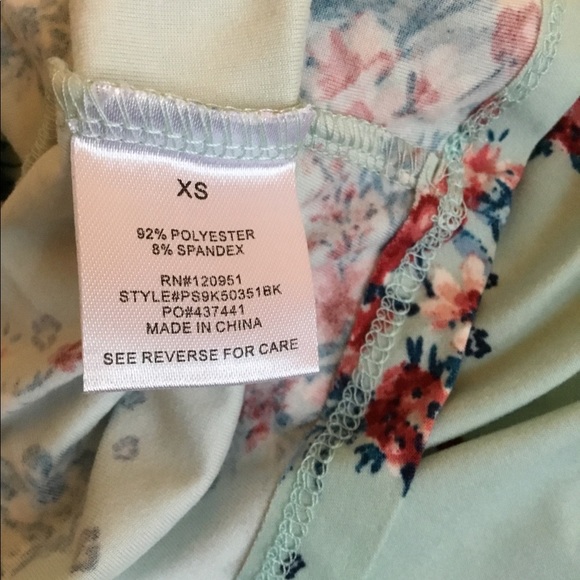 XS
92% POLYESTER
8% SPANDEX
RN#120951
STYLE#PS9K50351BK
PO#437441
MADE IN CHINA
SEE REVERSE FOR CARE